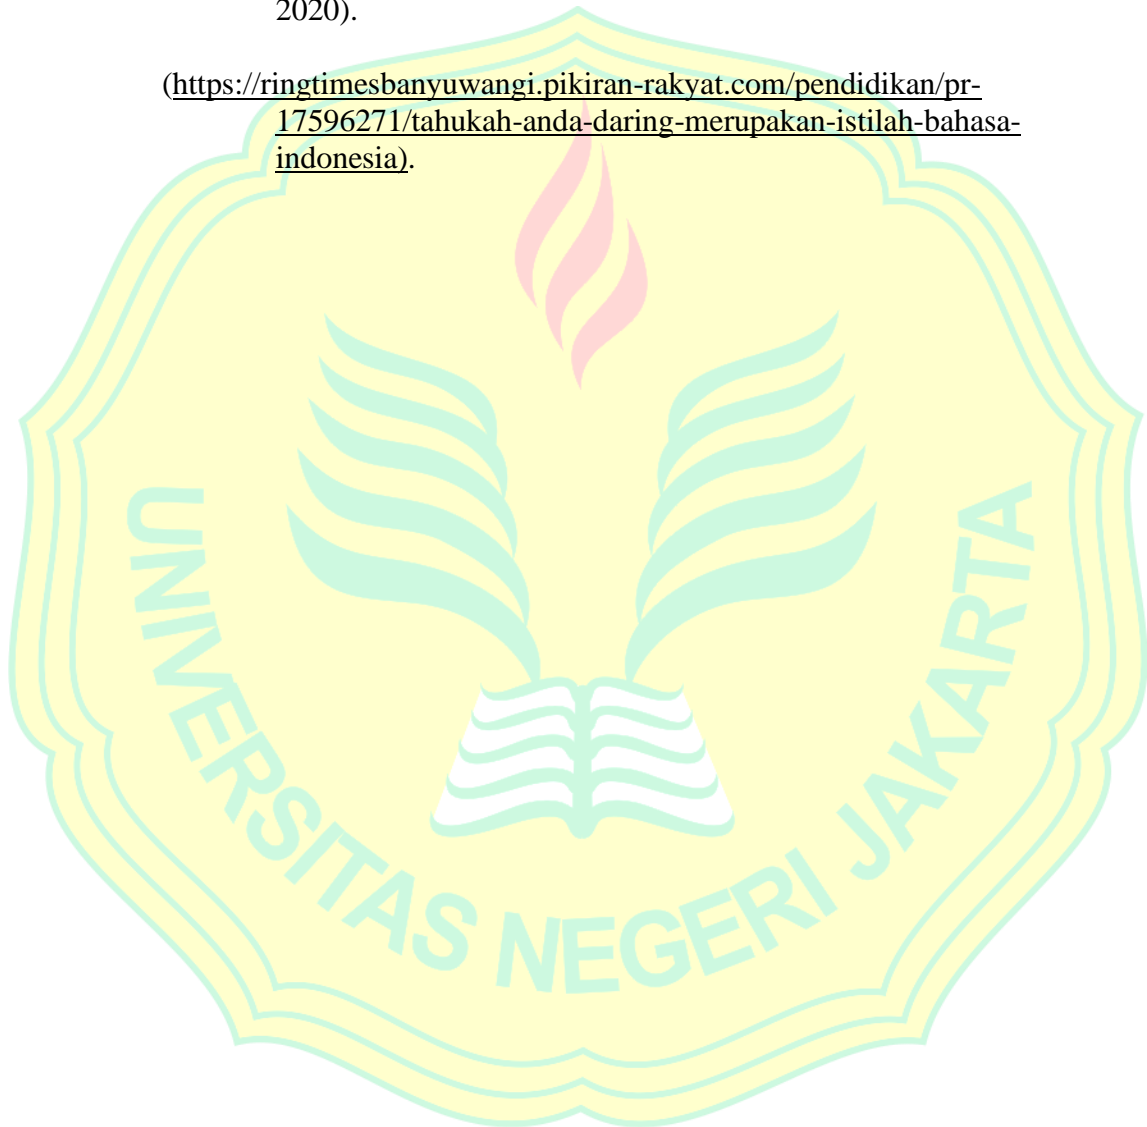 2020).
(https://ringtimesbanyuwangi.pikiran-rakyat.com/pendidikan/pr-
17596271/tahukah-anda-daring-merupakan-istilah-bahasa-
indonesia).
UNIVERSITAS NEGERI JAKARTA